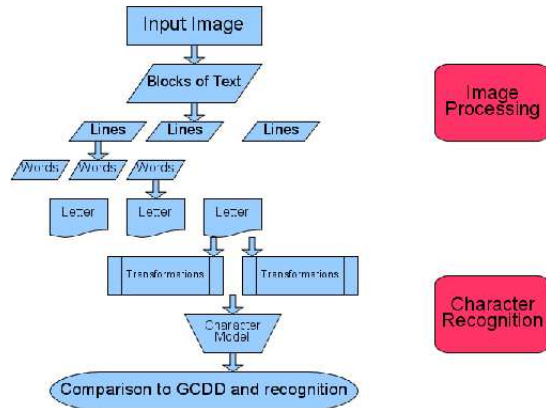 Input Image
Blocks of Text
Image
Processing
Lines Lines Lines
Words Words Words
Letter Letter Letter
Transformations Transformations
Character
Model
Character
Recognition
Comparison to GCDD and recognition